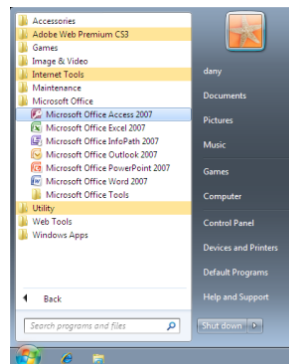 Accessories
Adobe Web Premium CS3
Games
Image & Video
Internet Tools
Maintenance
Microsoft Office
Microsoft Office Access 2007
Microsoft Office Excel 2007
Microsoft Office InfoPath 2007
Microsoft Office Outlook 2007
Microsoft Office PowerPoint 2007
Microsoft Office Word 2007
Microsoft Office Tools
Utility
Web Tools
Windows Apps
Back
Search programs and files
dany
Documents
Pictures
Music
Games
Computer
Control Panel
Devices and Printers
Default Programs
Help and Support
Shut down